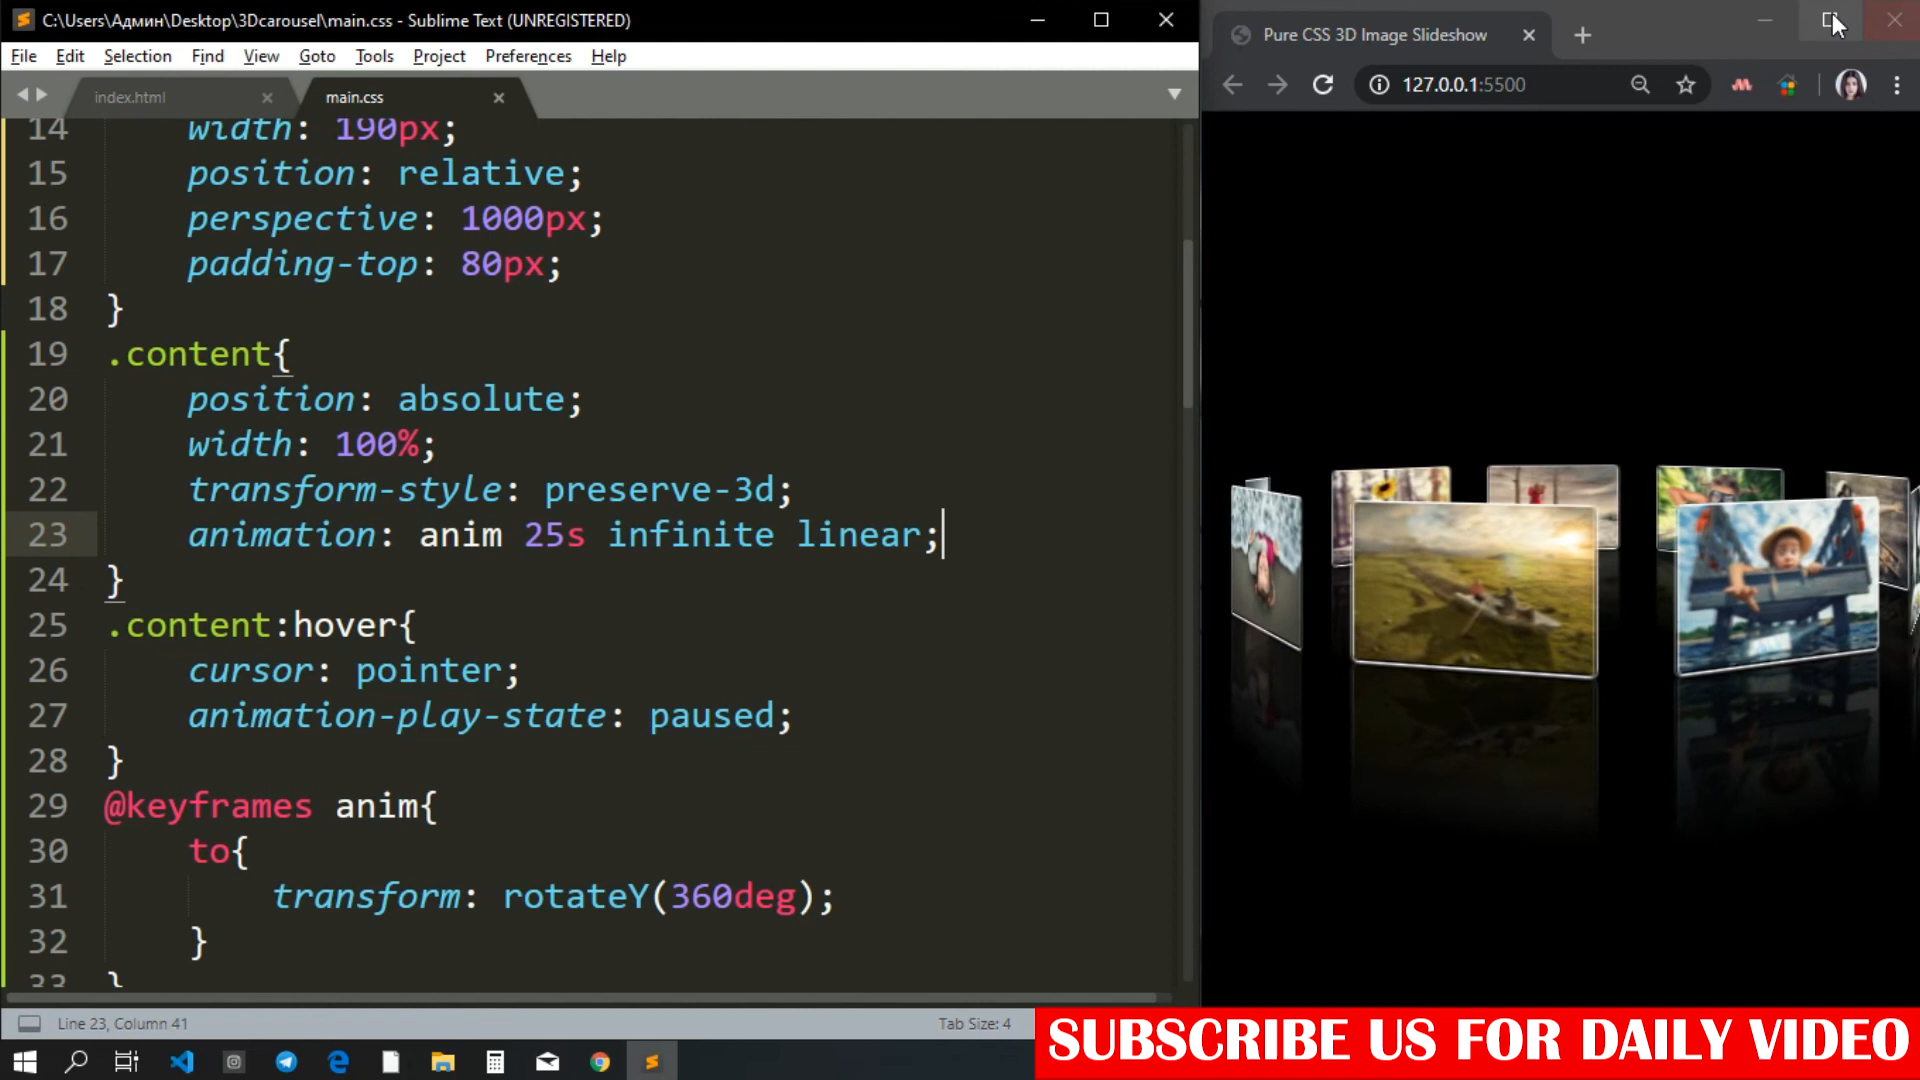 C:\Users\Админ\Desktop\3Dcarousel\main.css - Sublime Text (UNREGISTERED)
File Edit Selection Find View Goto Tools Project Preferences Help
index.html main.css
14 width: 190px;
15 position: relative;
16 perspective: 1000px;
17 padding-top: 80px;
18 }
19 .content{
20 position: absolute;
21 width: 100%;
22 transform-style: preserve-3d;
23 animation: anim 25s infinite linear;
24 }
25 .content:hover{
26 cursor: pointer;
27 animation-play-state: paused;
28 }
29 @keyframes anim{
30 to{
31 transform: rotateY(360deg);
32 }
33 }
Line 23, Column 41
Tab Size: 4
Pure CSS 3D Image Slideshow
127.0.0.1:5500
SUBSCRIBE US FOR DAILY VIDEO